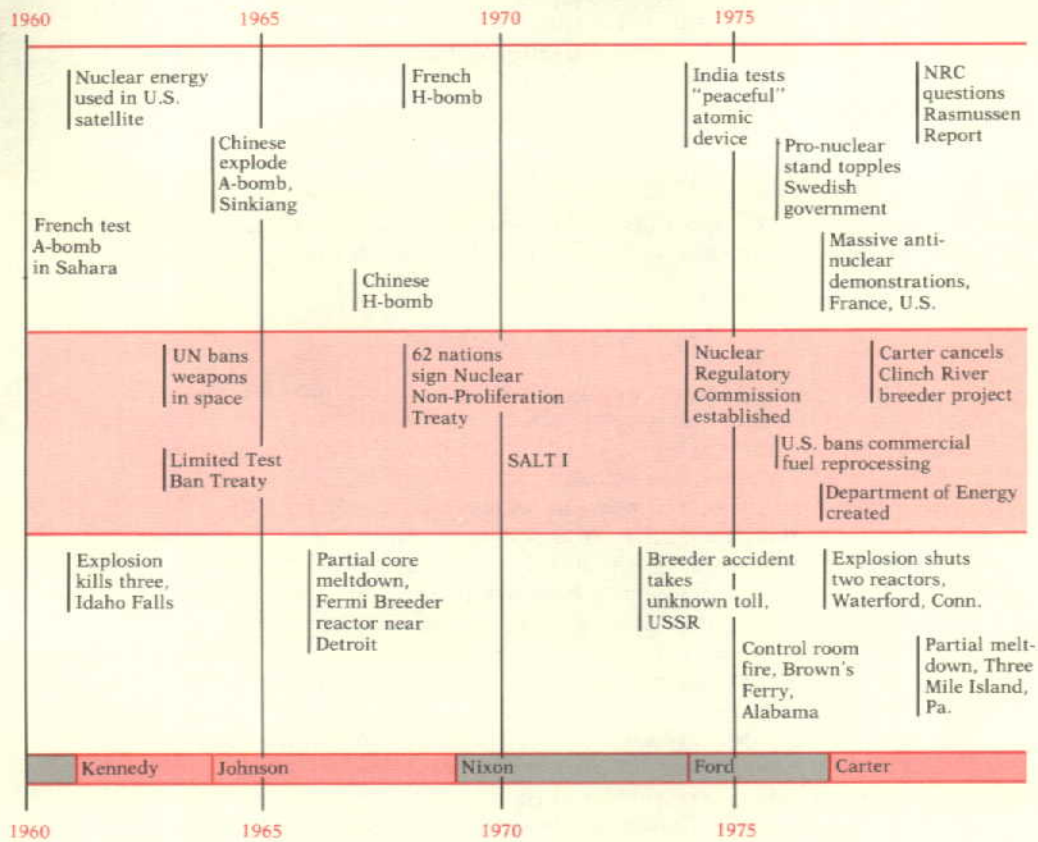 1960
1965
1970
1975
Nuclear energy
used in U.S.
satellite
French
H-bomb
India tests
"peaceful"
atomic
device
NRC
questions
Rasmussen
Report
Chinese
explode
A-bomb,
Sinkiang
Pro-nuclear
stand topples
Swedish
government
French test
A-bomb
in Sahara
Massive anti-
nuclear
demonstrations,
France, U.S.
Chinese
H-bomb
UN bans
weapons
in space
62 nations
sign Nuclear
Non-Proliferation
Treaty
Nuclear
Regulatory
Commission
established
Carter cancels
Clinch River
breeder project
Limited Test
Ban Treaty
SALT I
U.S. bans commercial
fuel reprocessing
Department of Energy
created
Explosion
kills three,
Idaho Falls
Partial core
meltdown,
Fermi Breeder
reactor near
Detroit
Breeder accident
takes
unknown toll,
USSR
Explosion shuts
two reactors,
Waterford, Conn.
Control room
fire, Brown's
Ferry,
Alabama
Partial melt-
down, Three
Mile Island,
Pa.
Kennedy
Johnson
Nixon
Ford
Carter
1960
1965
1970
1975